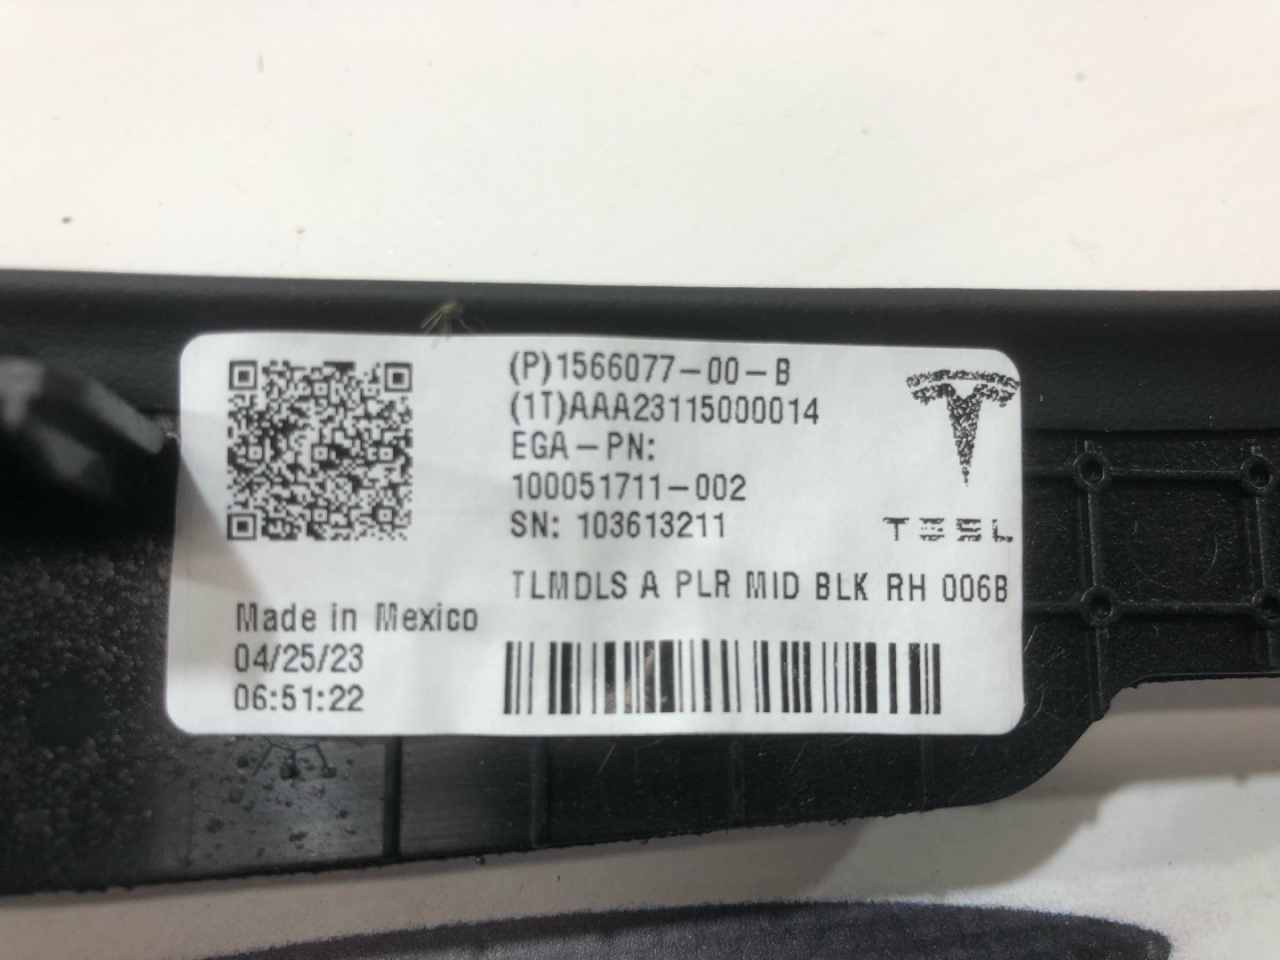 (P)1566077-00-B
(1T)AAA23115000014
EGA-PN:
100051711-002
SN: 103613211
TESL
TLMDLS A PLR MID BLK RH 006B
Made in Mexico
04/25/23
06:51:22